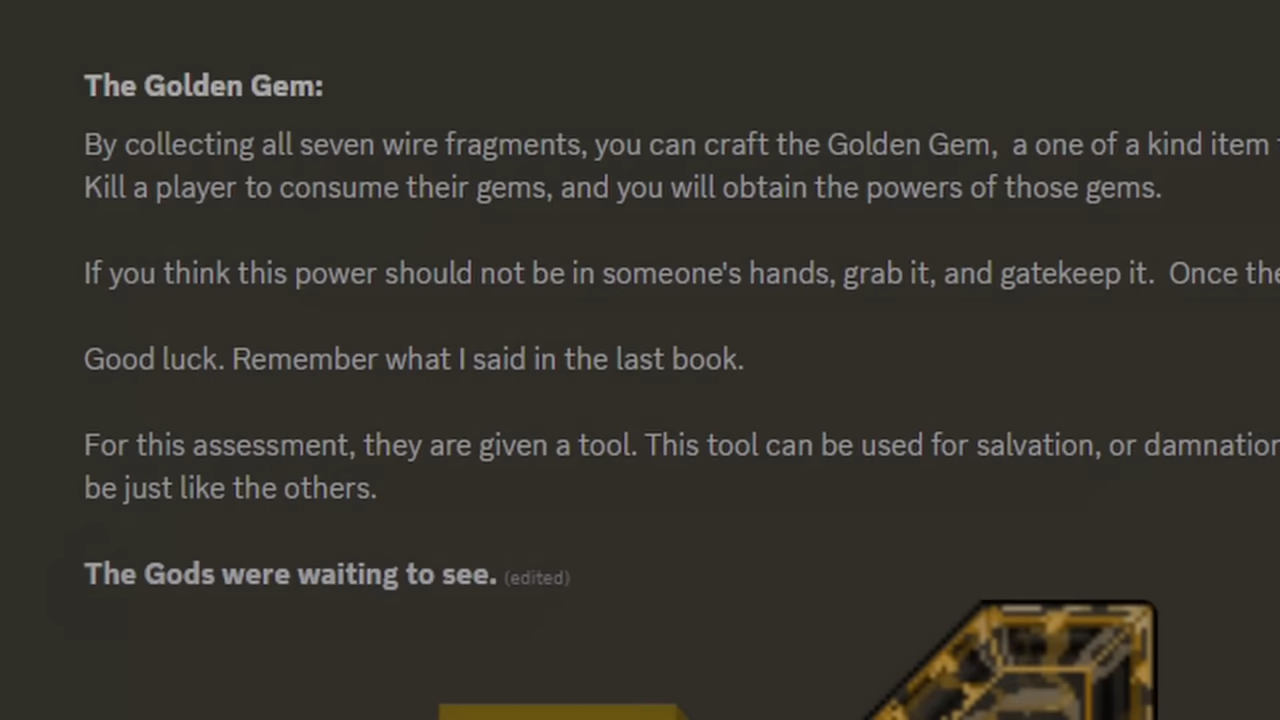 The Golden Gem:
By collecting all seven wire fragments, you can craft the Golden Gem,  a one of a kind item
Kill a player to consume their gems, and you will obtain the powers of those gems.
If you think this power should not be in someone's hands, grab it, and gatekeep it.  Once the
Good luck. Remember what I said in the last book.
For this assessment, they are given a tool. This tool can be used for salvation, or damnation
be just like the others.
The Gods were waiting to see. (edited)